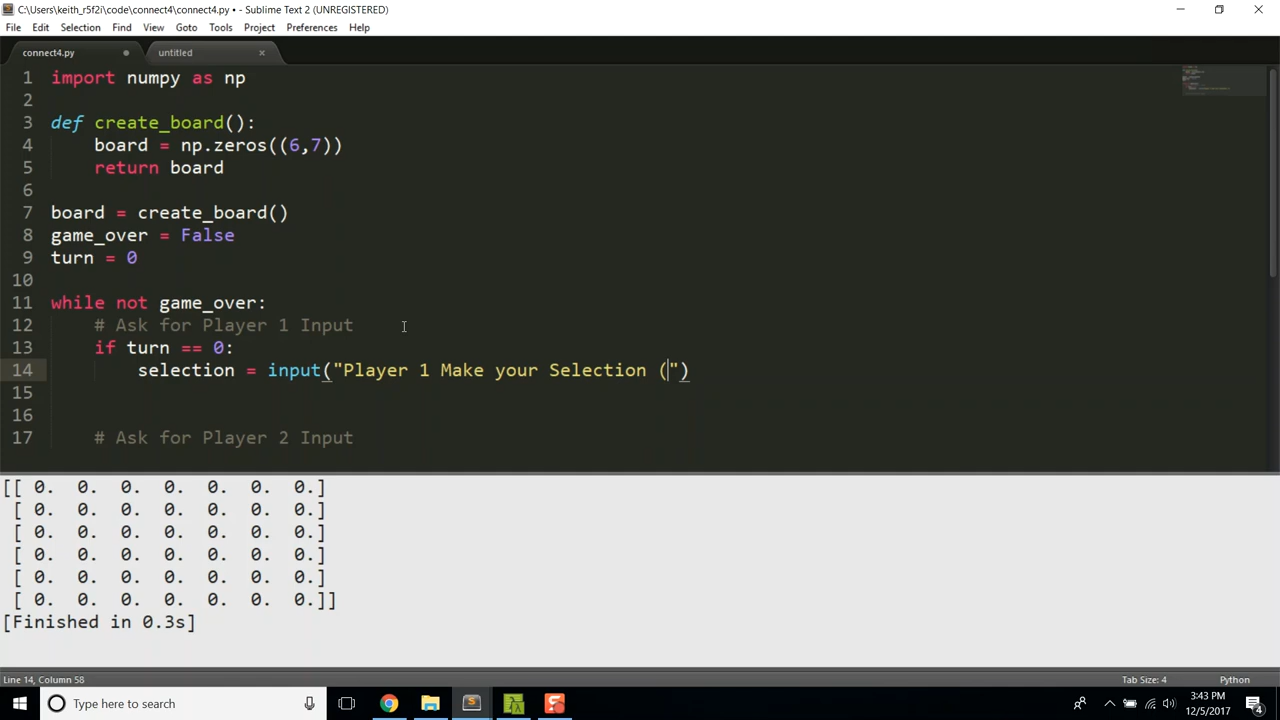 C:\Users\keith_r5f2i\code\connect4\connect4.py • - Sublime Text 2 (UNREGISTERED)
File Edit Selection Find View Goto Tools Project Preferences Help
connect4.py untitled
1 import numpy as np
2
3 def create_board():
4 board = np.zeros((6,7))
5 return board
6
7 board = create_board()
8 game_over = False
9 turn = 0
10
11 while not game_over:
12 # Ask for Player 1 Input
13 if turn == 0:
14 selection = input("Player 1 Make your Selection (")
15
16
17 # Ask for Player 2 Input
[[ 0. 0. 0. 0. 0. 0. 0.]
[ 0. 0. 0. 0. 0. 0. 0.]
[ 0. 0. 0. 0. 0. 0. 0.]
[ 0. 0. 0. 0. 0. 0. 0.]
[ 0. 0. 0. 0. 0. 0. 0.]
[ 0. 0. 0. 0. 0. 0. 0.]]
[Finished in 0.3s]
Line 14, Column 58 Tab Size: 4 Python
Type here to search
3:43 PM
12/5/2017
4